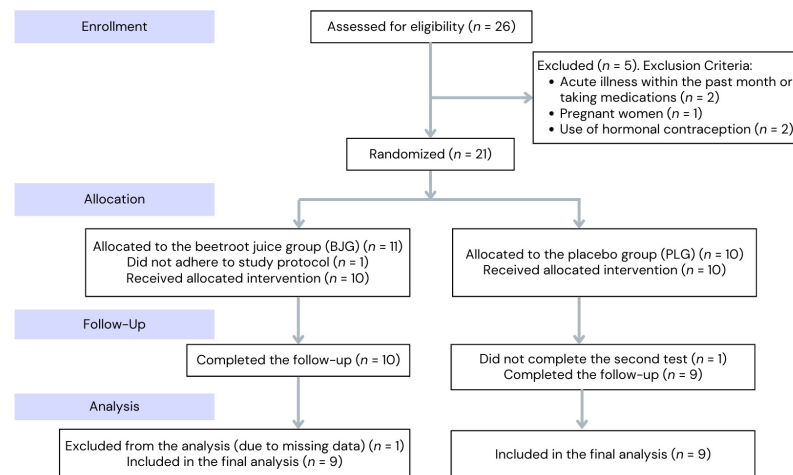 Enrollment
Assessed for eligibility (n = 26)
Excluded (n = 5). Exclusion Criteria:
• Acute illness within the past month or
taking medications (n = 2)
• Pregnant women (n = 1)
• Use of hormonal contraception (n = 2)
Randomized (n = 21)
Allocation
Allocated to the beetroot juice group (BJG) (n = 11)
Did not adhere to study protocol (n = 1)
Received allocated intervention (n = 10)
Allocated to the placebo group (PLG) (n = 10)
Received allocated intervention (n = 10)
Follow-Up
Completed the follow-up (n = 10)
Did not complete the second test (n = 1)
Completed the follow-up (n = 9)
Analysis
Excluded from the analysis (due to missing data) (n = 1)
Included in the final analysis (n = 9)
Included in the final analysis (n = 9)